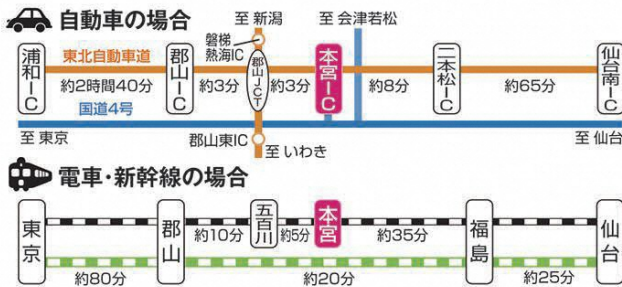 自動車の場合
至 新潟
至 会津若松
磐梯
熱海IC
浦和IC
東北自動車道
約2時間40分
郡山IC
約3分
郡山JCT
約3分
本宮IC
約8分
二本松IC
約65分
仙台南IC
国道4号
至 東京
郡山東IC
至 いわき
至 仙台
電車・新幹線の場合
東京
郡山
約10分
五百川
約5分
本宮
約35分
福島
仙台
約80分
約20分
約25分